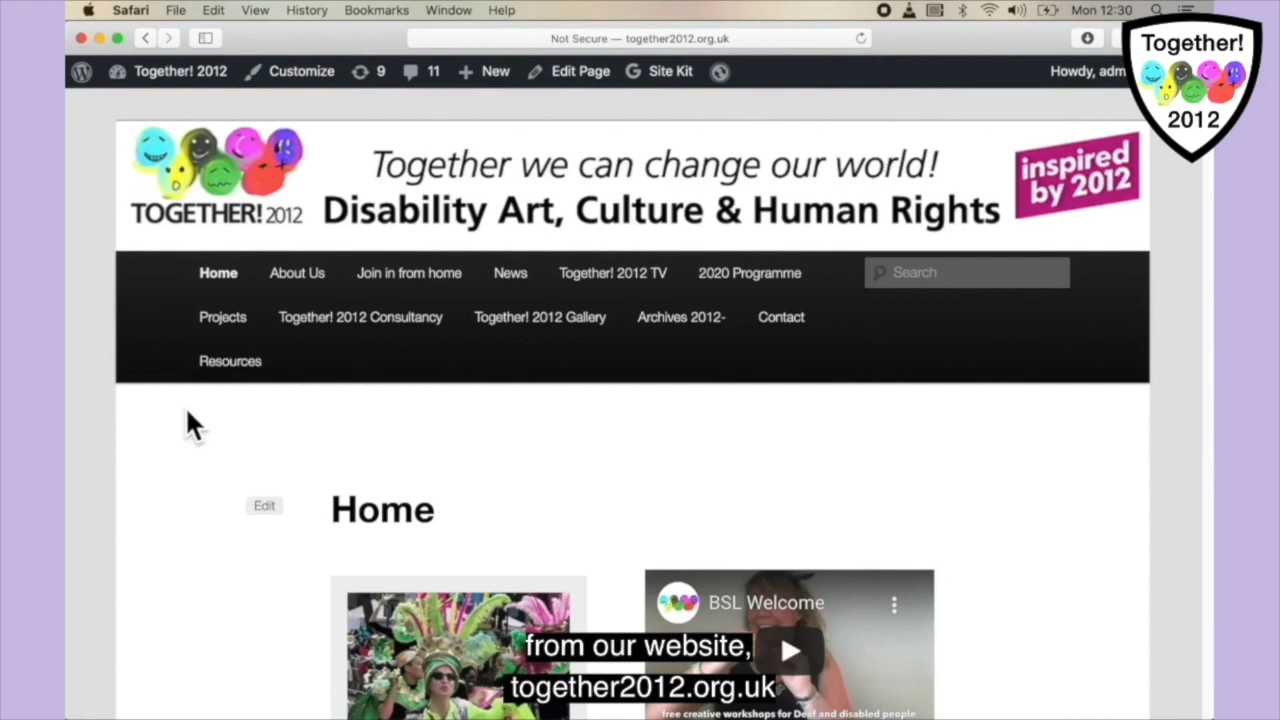 Safari File Edit View History Bookmarks Window Help Mon 12:30
Not Secure — together2012.org.uk
Together! 2012 Customize 9 11 New Edit Page Site Kit Howdy, adm
Together!
2012
TOGETHER! 2012
Together we can change our world!
Disability Art, Culture & Human Rights
inspired
by 2012
Home About Us Join in from home News Together! 2012 TV 2020 Programme Search
Projects Together! 2012 Consultancy Together! 2012 Gallery Archives 2012- Contact
Resources
Edit
Home
BSL Welcome
from our website,
together2012.org.uk
free creative workshops for Deaf and disabled people